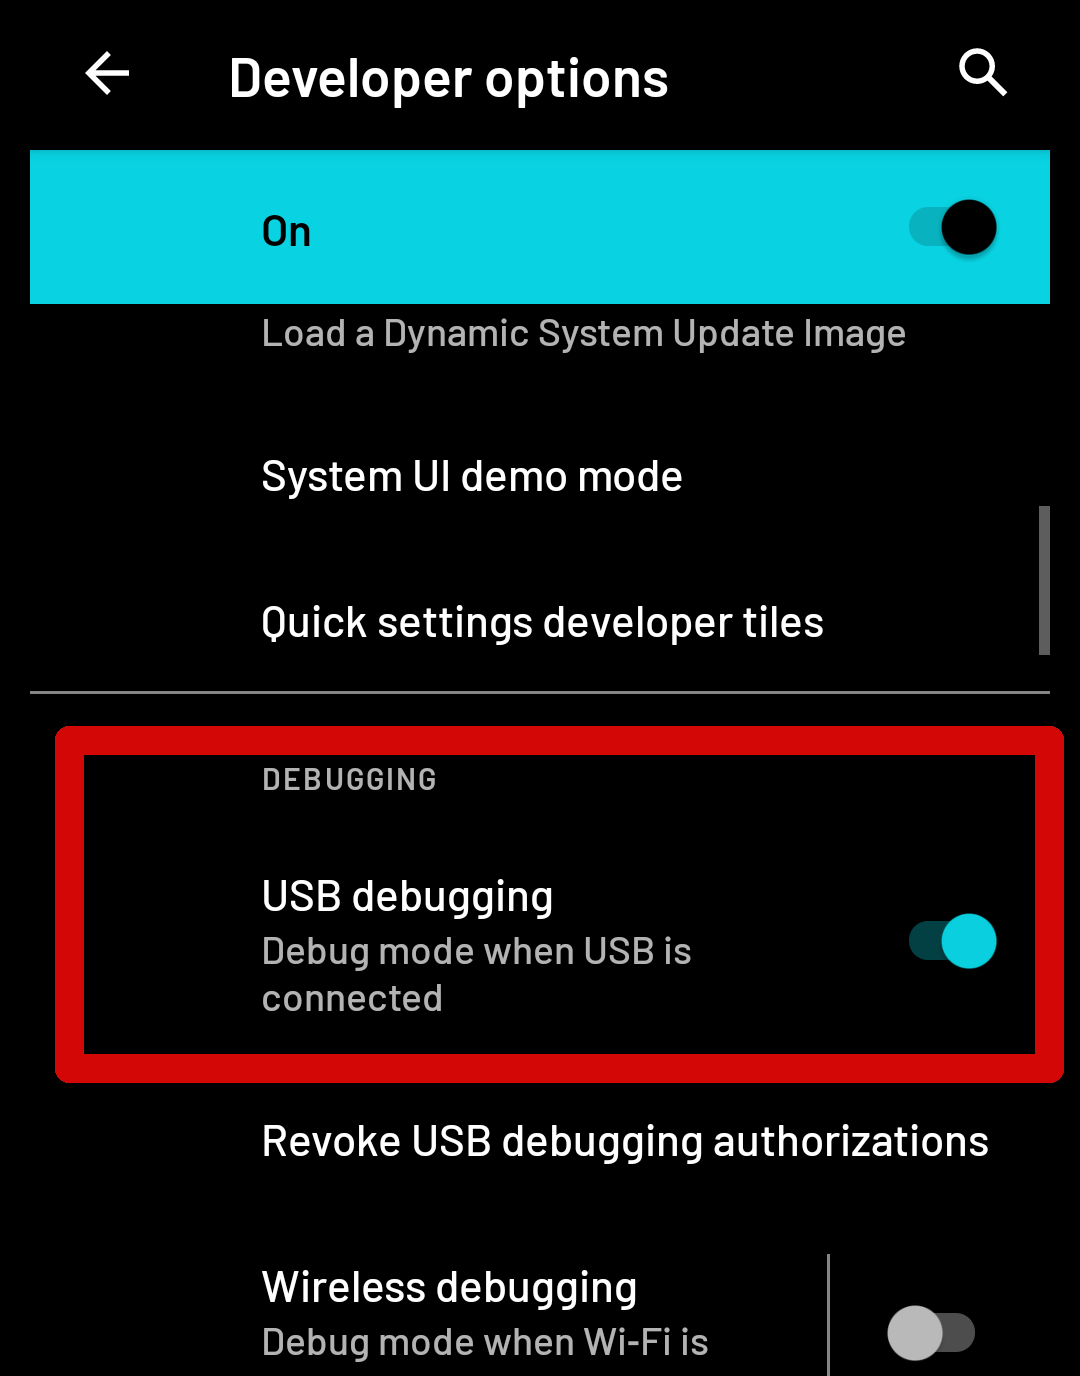 Developer options
On
Load a Dynamic System Update Image
System UI demo mode
Quick settings developer tiles
DEBUGGING
USB debugging
Debug mode when USB is
connected
Revoke USB debugging authorizations
Wireless debugging
Debug mode when Wi-Fi is